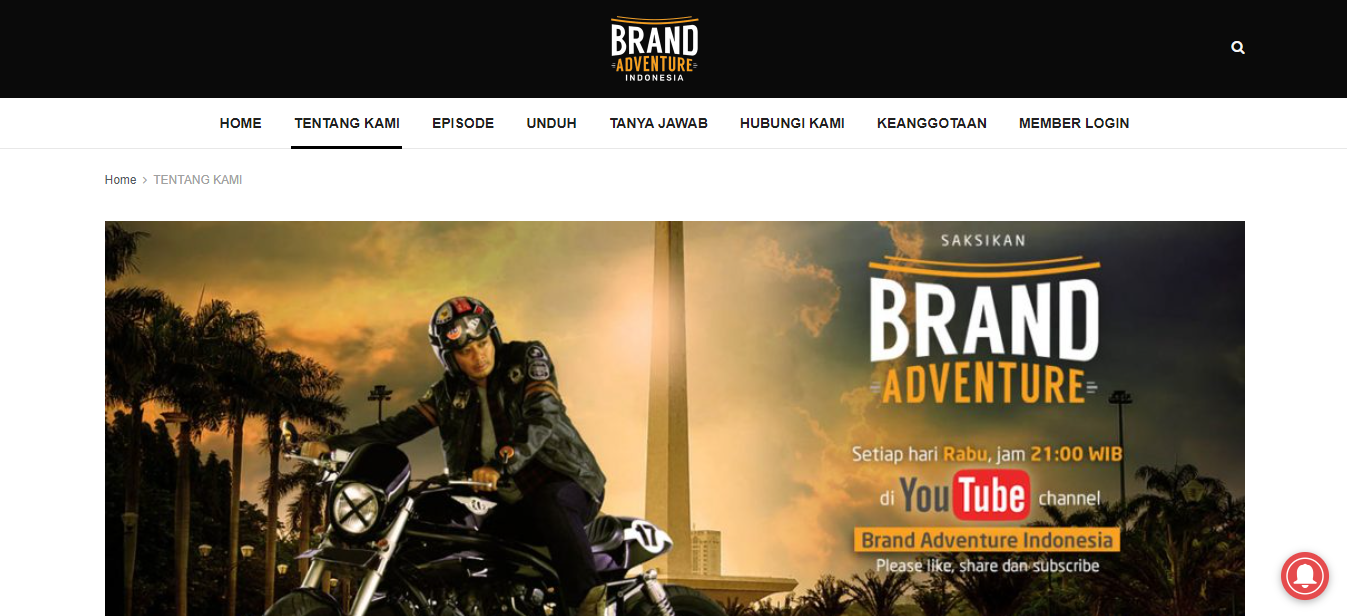 BRAND
ADVENTURE
INDONESIA
HOME TENTANG KAMI EPISODE UNDUH TANYA JAWAB HUBUNGI KAMI KEANGGOTAAN MEMBER LOGIN
Home > TENTANG KAMI
SAKSIKAN
BRAND
ADVENTURE
Setiap hari Rabu, jam 21:00 WIB
di YouTube channel
Brand Adventure Indonesia
Please like, share dan subscribe
17